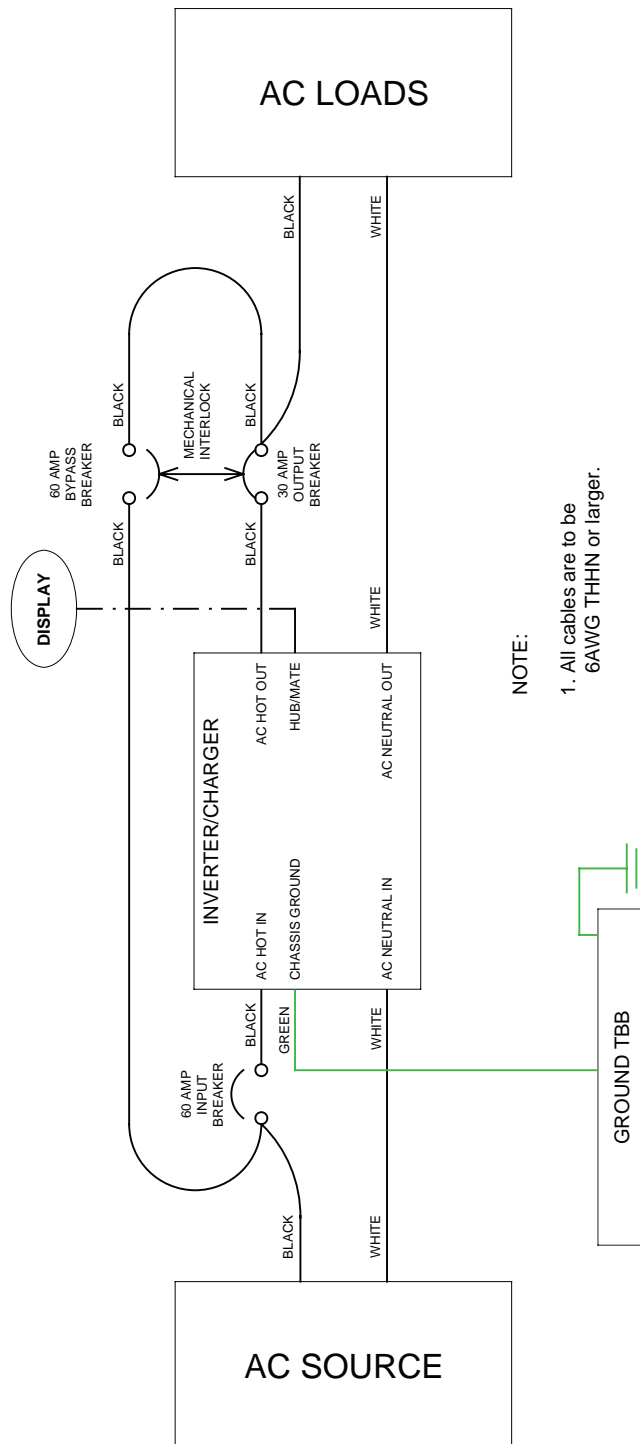 AC LOADS
BLACK
WHITE
60 AMP
BYPASS
BREAKER
BLACK
BLACK
MECHANICAL
INTERLOCK
BLACK
BLACK
30 AMP
OUTPUT
BREAKER
DISPLAY
WHITE
INVERTER/CHARGER
AC HOT OUT
HUB/MATE
AC NEUTRAL OUT
AC HOT IN
CHASSIS GROUND
AC NEUTRAL IN
NOTE:
1. All cables are to be
6AWG THHN or larger.
BLACK
GREEN
WHITE
60 AMP
INPUT
BREAKER
GROUND TBB
BLACK
WHITE
AC SOURCE